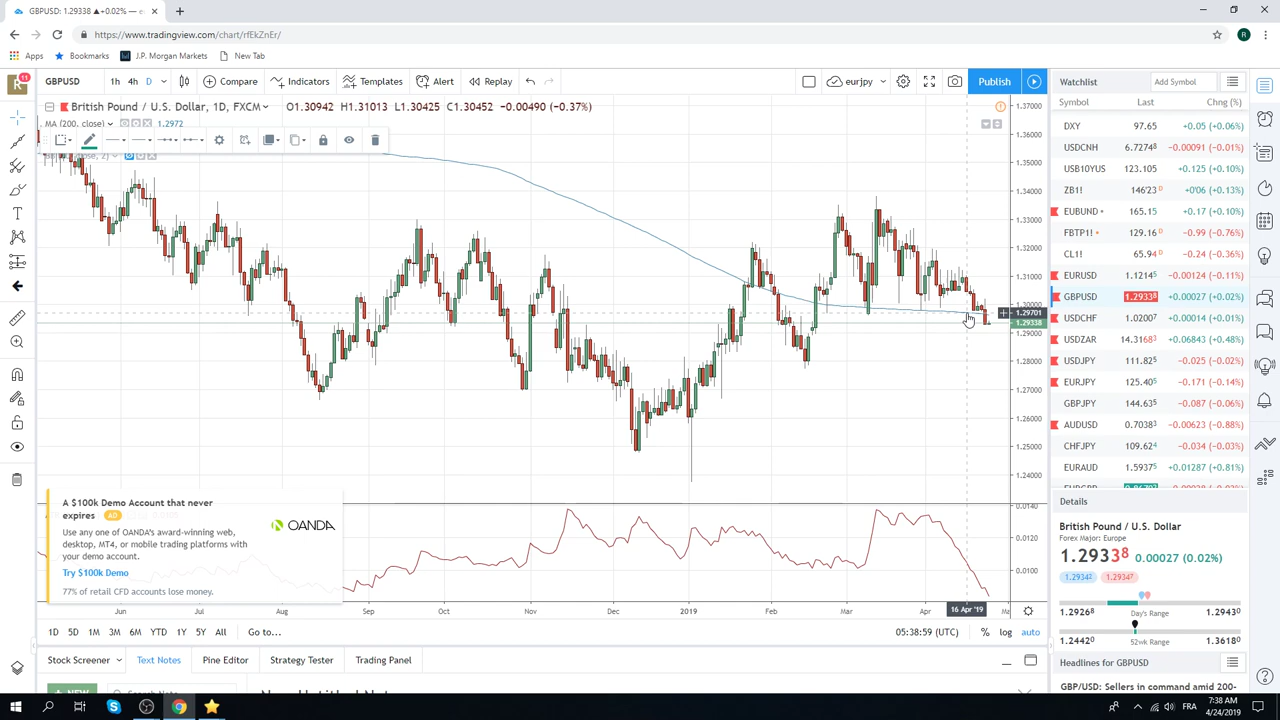 GBPUSD: 1.29338 ▲+0.02% —
https://www.tradingview.com/chart/rfEkZnEr/
Apps Bookmarks J.P. Morgan Markets New Tab
R 11 GBPUSD 1h 4h D Compare Indicators Templates Alert Replay eurjpy Publish
Watchlist Add Symbol
British Pound / U.S. Dollar, 1D, FXCM O1.30942 H1.31013 L1.30425 C1.30452 −0.00490 (−0.37%)
MA (200, close) 1.2972
Symbol Last Chng (%)
DXY 97.65 +0.05 (+0.06%)
USDCNH 6.7274⁸ −0.00091 (−0.01%)
USB10YUS 123.105 +0.125 (+0.10%)
ZB1! 146'23 D +0'06 (+0.13%)
EUBUND 165.15 +0.17 (+0.10%)
FBTP1! 129.16 D −0.99 (−0.76%)
CL1! 65.94 D −0.24 (−0.36%)
EURUSD 1.1214⁵ −0.00124 (−0.11%)
GBPUSD 1.2933⁸ +0.00027 (+0.02%)
USDCHF 1.0200⁷ +0.00014 (+0.01%)
USDZAR 14.3168³ +0.06843 (+0.48%)
USDJPY 111.82⁵ −0.025 (−0.02%)
EURJPY 125.40⁵ −0.171 (−0.14%)
GBPJPY 144.63⁵ −0.087 (−0.06%)
AUDUSD 0.7038³ −0.00623 (−0.88%)
CHFJPY 109.62⁴ −0.034 (−0.03%)
EURAUD 1.5937⁵ +0.01287 (+0.81%)
1.37000
1.36000
1.35000
1.34000
1.33000
1.32000
1.31000
1.30000
1.29701
1.29338
1.29000
1.28000
1.27000
1.26000
1.25000
1.24000
0.0140
0.0120
0.0100
A $100k Demo Account that never
expires AD
OANDA
Use any one of OANDA's award-winning web,
desktop, MT4, or mobile trading platforms with
your demo account.
Try $100k Demo
77% of retail CFD accounts lose money.
Jun Jul Aug Sep Oct Nov Dec 2019 Feb Mar Apr 16 Apr '19
1D 5D 1M 3M 6M YTD 1Y 5Y All Go to... 05:38:59 (UTC) % log auto
Stock Screener Text Notes Pine Editor Strategy Tester Trading Panel
Details
British Pound / U.S. Dollar
Forex Major: Europe
1.2933⁸ 0.00027 (0.02%)
1.2934² 1.2934⁷
1.2926⁸ Day's Range 1.2943⁰
1.2442⁰ 52wk Range 1.3618⁰
Headlines for GBPUSD
GBP/USD: Sellers in command amid 200-
FRA 7:38 AM
4/24/2019